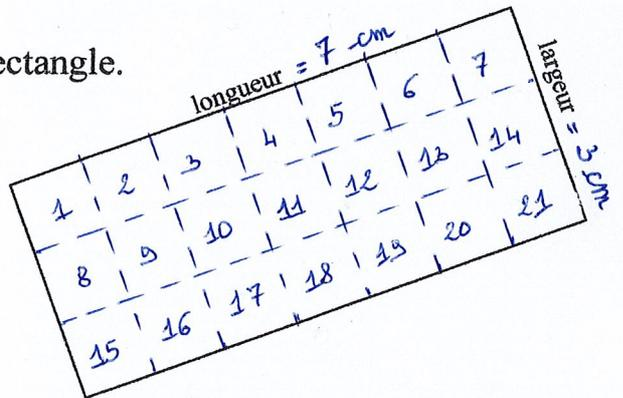 ectangle.
longueur = 7 cm
largeur = 3 cm
1 2 3 4 5 6 7
8 9 10 11 12 13 14
15 16 17 18 19 20 21